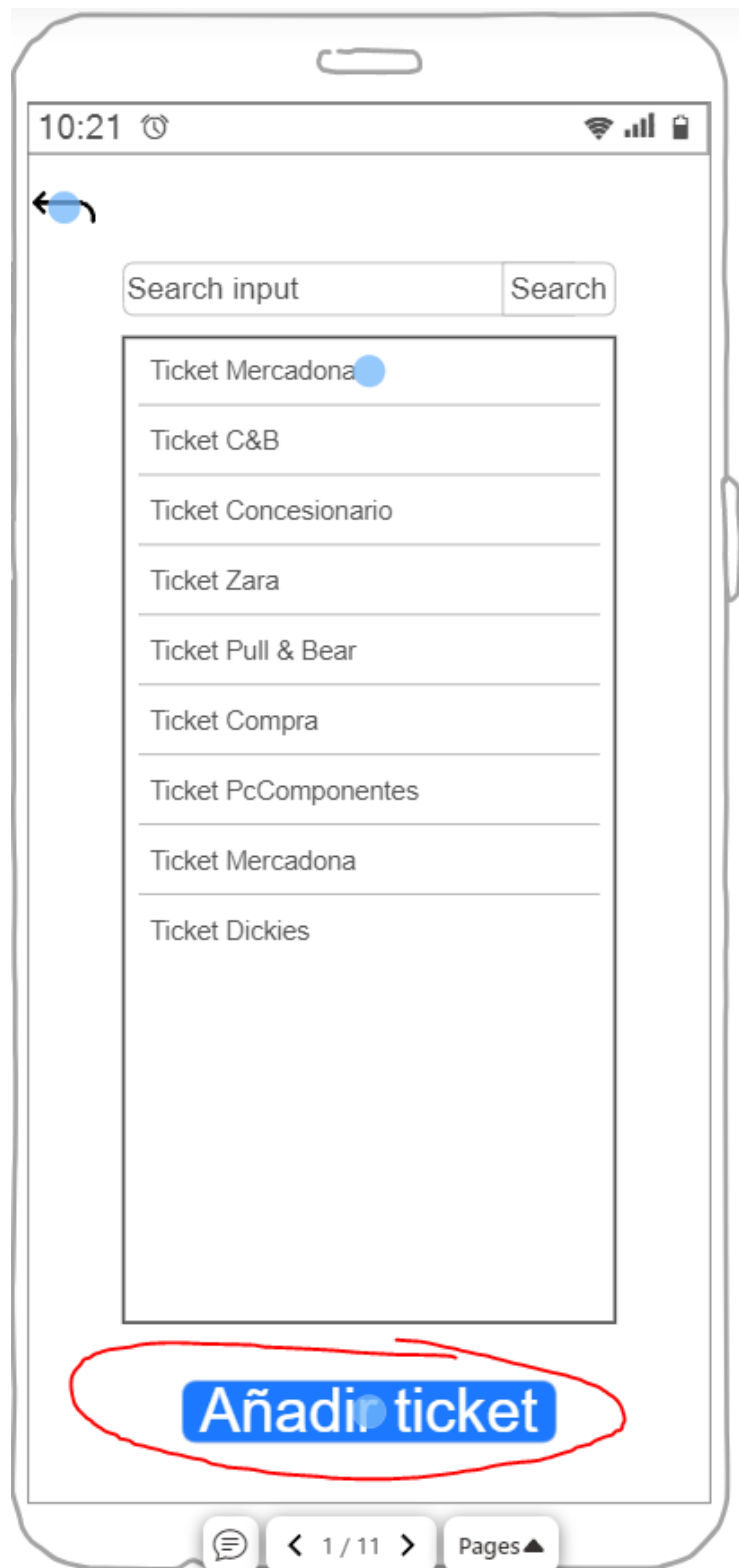 10:21
Search input Search
Ticket Mercadona
Ticket C&B
Ticket Concesionario
Ticket Zara
Ticket Pull & Bear
Ticket Compra
Ticket PcComponentes
Ticket Mercadona
Ticket Dickies
Añadir ticket
1 / 11 Pages